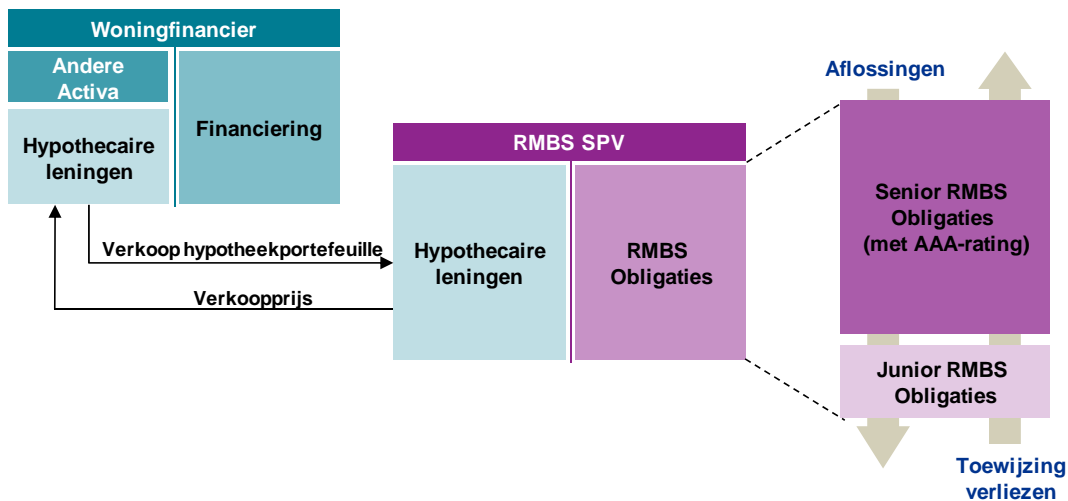 Woningfinancier
Andere
Activa
Hypothecaire
leningen
Financiering
Verkoop hypotheekportefeuille
Verkoopprijs
RMBS SPV
Hypothecaire
leningen
RMBS
Obligaties
Aflossingen
Senior RMBS
Obligaties
(met AAA-rating)
Junior RMBS
Obligaties
Toewijzing
verliezen